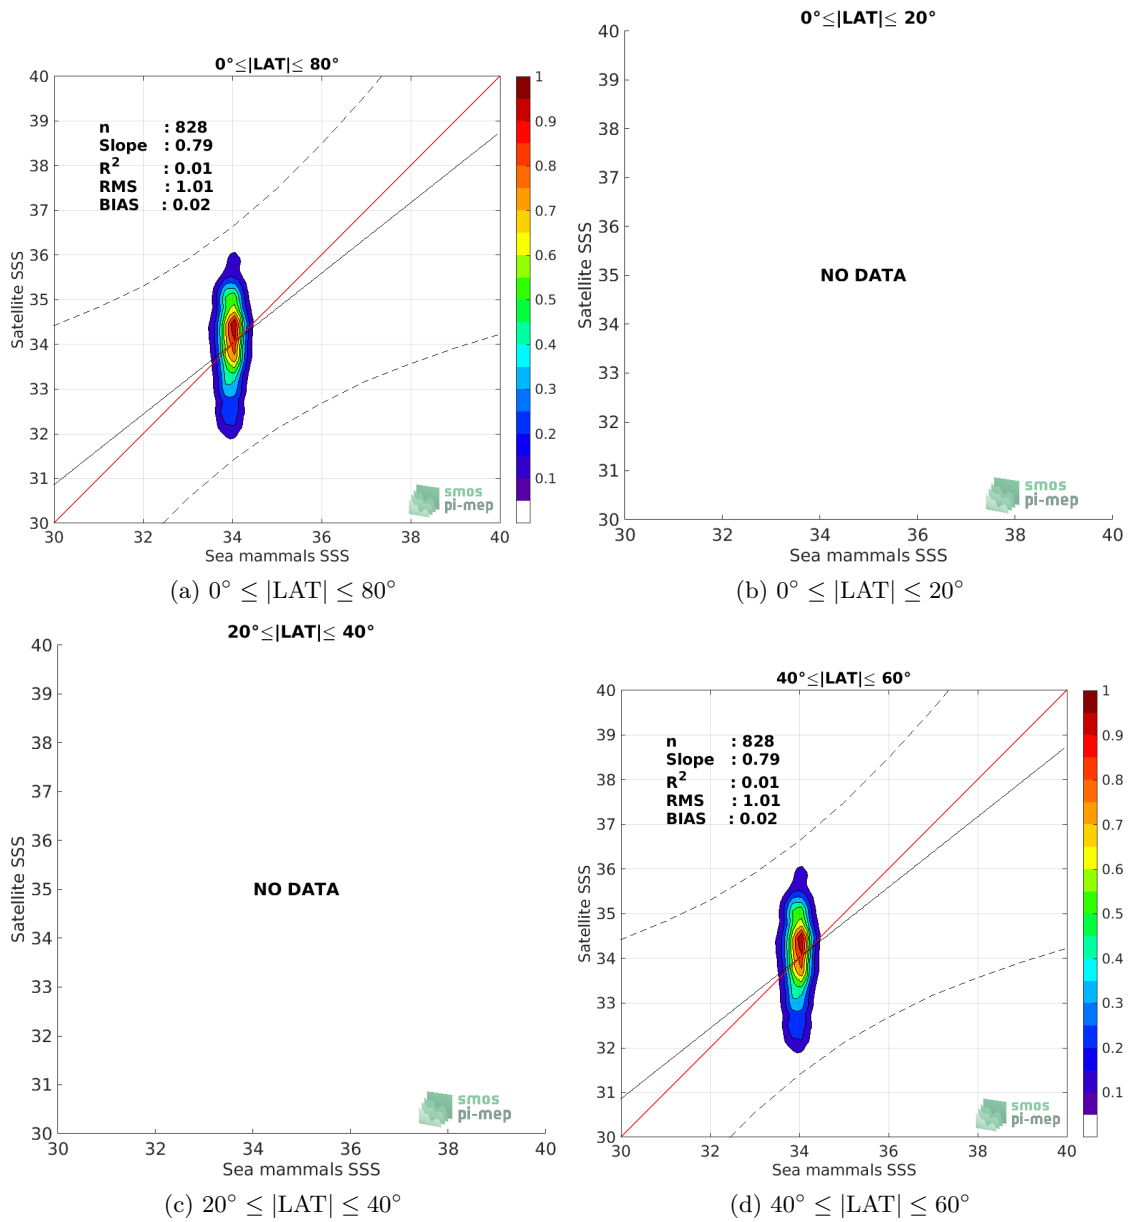 0°≤|LAT|≤ 80°
40
39
38
37
36
35
34
33
32
31
30
Satellite SSS
n : 828
Slope : 0.79
R² : 0.01
RMS : 1.01
BIAS : 0.02
1
0.9
0.8
0.7
0.6
0.5
0.4
0.3
0.2
0.1
smos
pi-mep
30 32 34 36 38 40
Sea mammals SSS
(a) 0° ≤ |LAT| ≤ 80°
0°≤|LAT|≤ 20°
40
39
38
37
36
35
34
33
32
31
30
Satellite SSS
NO DATA
smos
pi-mep
30 32 34 36 38 40
Sea mammals SSS
(b) 0° ≤ |LAT| ≤ 20°
20°≤|LAT|≤ 40°
40
39
38
37
36
35
34
33
32
31
30
Satellite SSS
NO DATA
smos
pi-mep
30 32 34 36 38 40
Sea mammals SSS
(c) 20° ≤ |LAT| ≤ 40°
40°≤|LAT|≤ 60°
40
39
38
37
36
35
34
33
32
31
30
Satellite SSS
n : 828
Slope : 0.79
R² : 0.01
RMS : 1.01
BIAS : 0.02
1
0.9
0.8
0.7
0.6
0.5
0.4
0.3
0.2
0.1
smos
pi-mep
30 32 34 36 38 40
Sea mammals SSS
(d) 40° ≤ |LAT| ≤ 60°